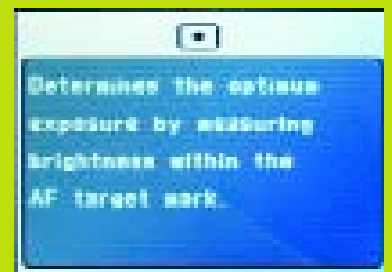 Determines the optimum
exposure by measuring
brightness within the
AF target mark.